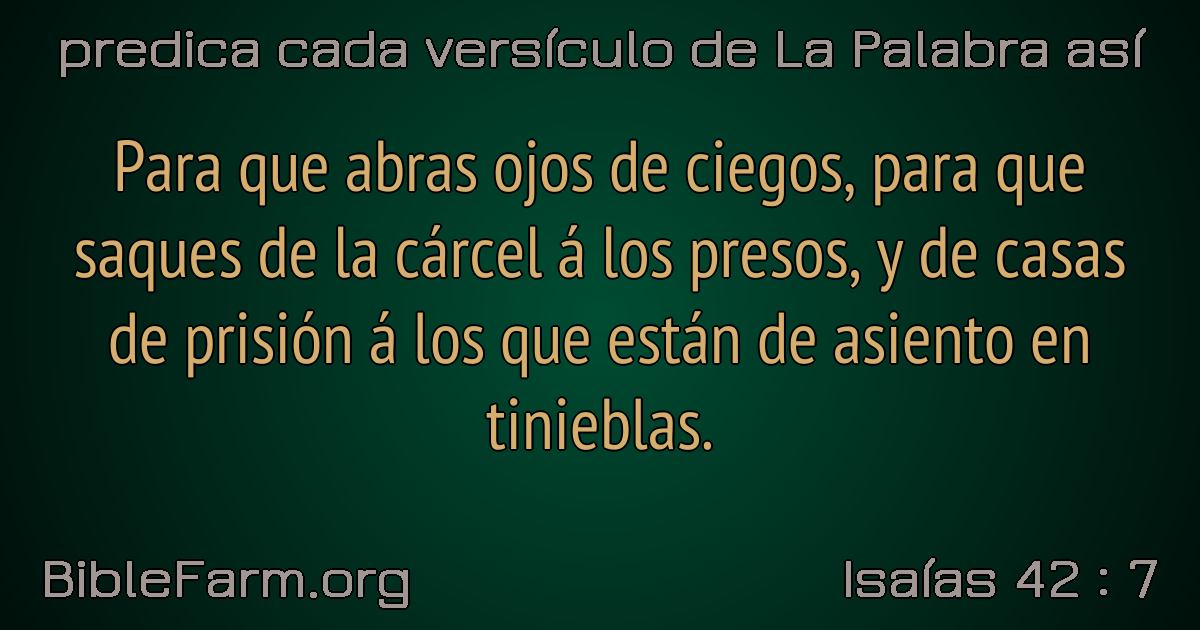 predica cada versículo de La Palabra así
Para que abras ojos de ciegos, para que
saques de la cárcel á los presos, y de casas
de prisión á los que están de asiento en
tinieblas.
BibleFarm.org
Isaías 42 : 7